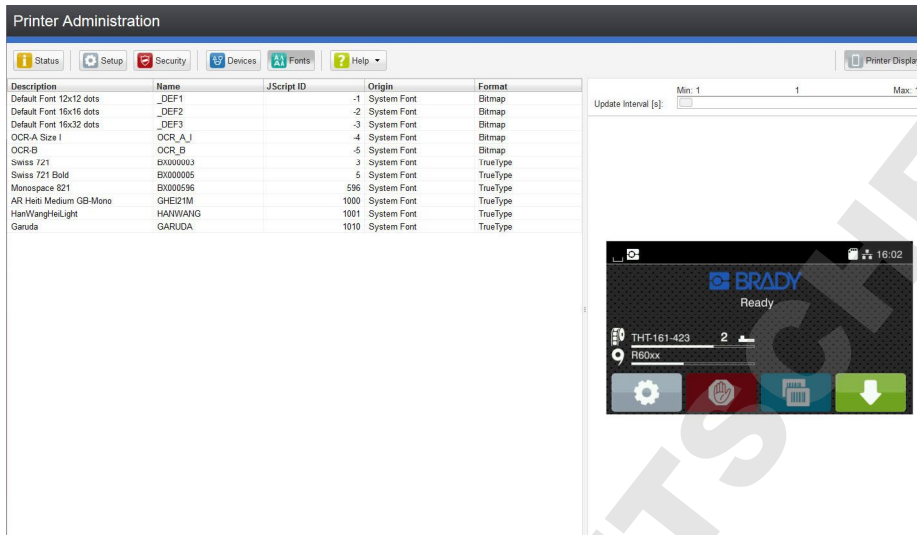 Printer Administration
Status Setup Security Devices Fonts Help Printer Display
Description Name JScript ID Origin Format
Default Font 12x12 dots _DEF1 -1 System Font Bitmap
Default Font 16x16 dots _DEF2 -2 System Font Bitmap
Default Font 16x32 dots _DEF3 -3 System Font Bitmap
OCR-A Size I OCR_A_I -4 System Font Bitmap
OCR-B OCR_B -5 System Font Bitmap
Swiss 721 BX000003 3 System Font TrueType
Swiss 721 Bold BX000005 5 System Font TrueType
Monospace 821 BX000596 596 System Font TrueType
AR Heiti Medium GB-Mono GHEI21M 1000 System Font TrueType
HanWangHeiLight HANWANG 1001 System Font TrueType
Garuda GARUDA 1010 System Font TrueType
Min: 1 1 Max: 1
Update Interval [s]:
16:02
BRADY
Ready
THT-161-423 2
R60xx